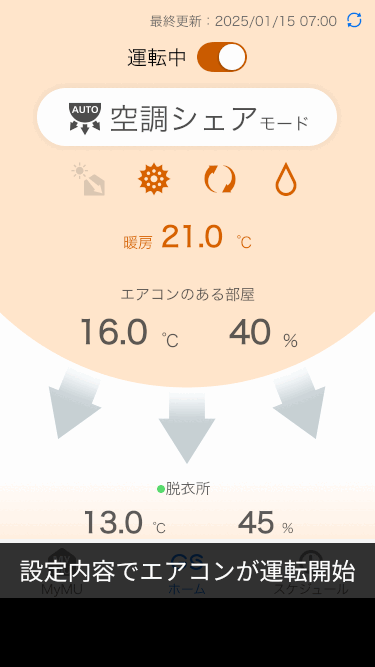 最終更新：2025/01/15 07:00
運転中
AUTO 空調シェアモード
暖房 21.0 ℃
エアコンのある部屋
16.0 ℃ 40 %
脱衣所
13.0 ℃ 45 %
設定内容でエアコンが運転開始
MyMU ホーム スケジュール